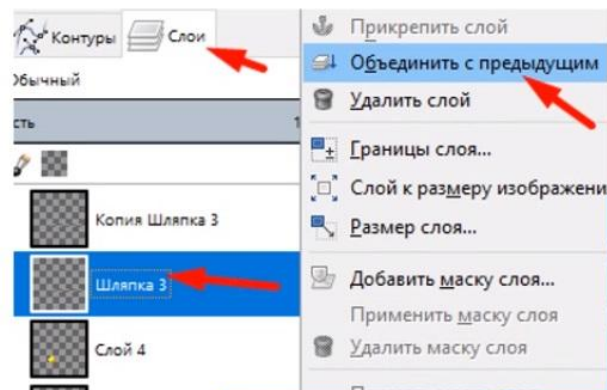 Контуры
Слои
Обычный
сть
1
Копия Шляпка 3
Шляпка 3
Слой 4
Прикрепить слой
Объединить с предыдущим
Удалить слой
Границы слоя...
Слой к размеру изображени
Размер слоя...
Добавить маску слоя...
Применить маску слоя
Удалить маску слоя